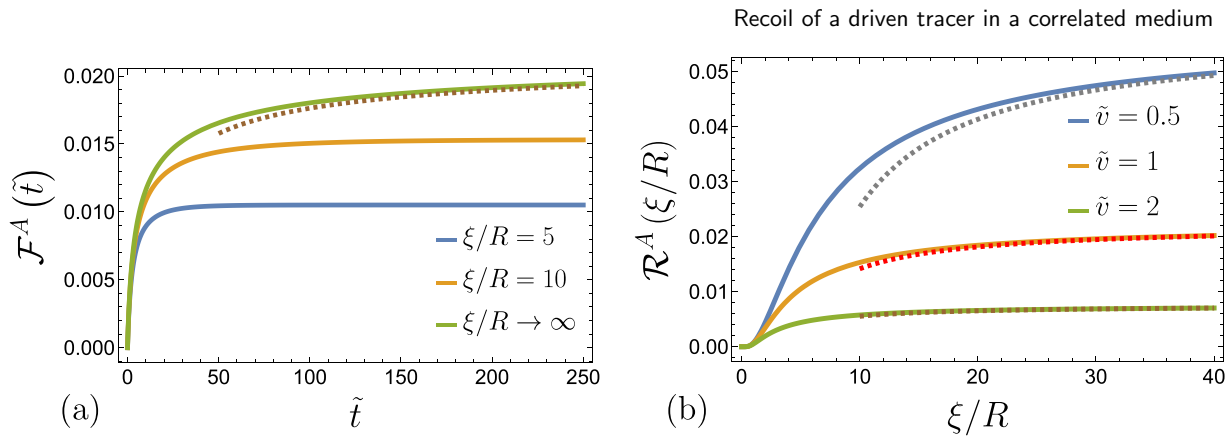 Recoil of a driven tracer in a correlated medium
0.020
0.015
0.010
0.005
0.000
𝓕^A(t̃)
ξ/R = 5
ξ/R = 10
ξ/R → ∞
0
50
100
150
200
250
(a)
t̃
0.05
0.04
0.03
0.02
0.01
0.00
𝓡^A(ξ/R)
ṽ = 0.5
ṽ = 1
ṽ = 2
0
10
20
30
40
(b)
ξ/R